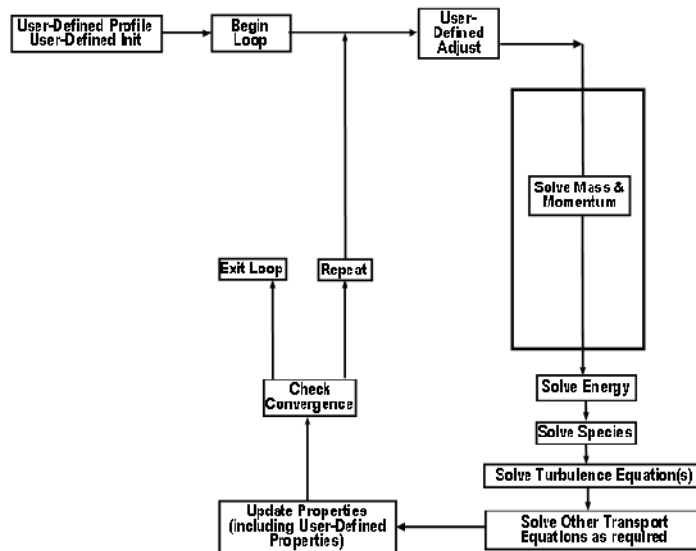 User-Defined Profile
User-Defined Init
Begin
Loop
User-
Defined
Adjust
Solve Mass &
Momentum
Exit Loop
Repeat
Check
Convergence
Solve Energy
Solve Species
Solve Turbulence Equation(s)
Update Properties
(including User-Defined
Properties)
Solve Other Transport
Equations as required